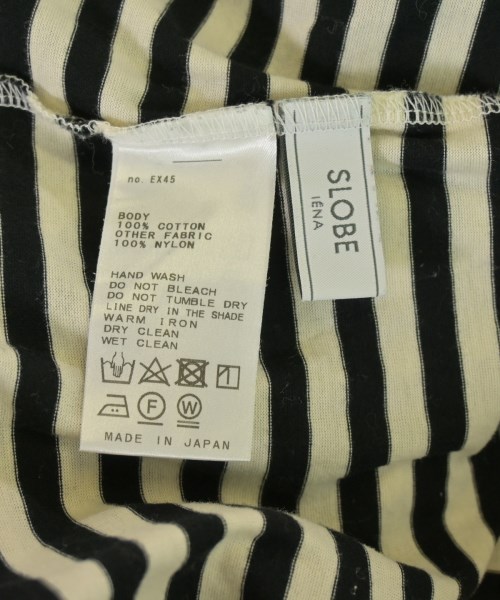 no. EX45
BODY
100% COTTON
OTHER FABRIC
100% NYLON
HAND WASH
DO NOT BLEACH
DO NOT TUMBLE DRY
LINE DRY IN THE SHADE
WARM IRON
DRY CLEAN
WET CLEAN
F
W
MADE IN JAPAN
SLOBE
IÉNA